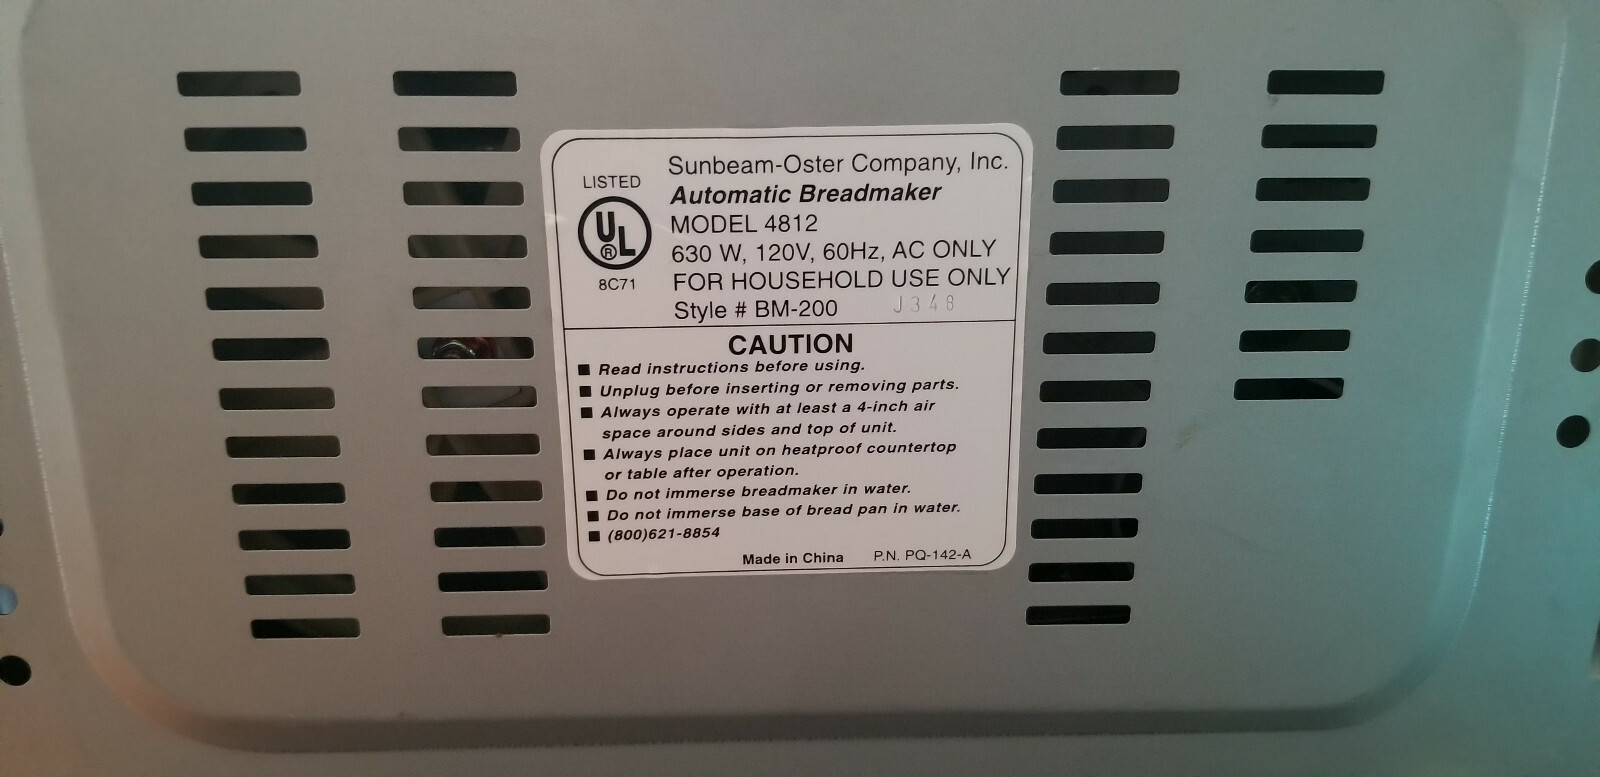 LISTED
UL®
8C71
Sunbeam-Oster Company, Inc.
Automatic Breadmaker
MODEL 4812
630 W, 120V, 60Hz, AC ONLY
FOR HOUSEHOLD USE ONLY
Style # BM-200 J348
CAUTION
■ Read instructions before using.
■ Unplug before inserting or removing parts.
■ Always operate with at least a 4-inch air
space around sides and top of unit.
■ Always place unit on heatproof countertop
or table after operation.
■ Do not immerse breadmaker in water.
■ Do not immerse base of bread pan in water.
■ (800)621-8854
Made in China P.N. PQ-142-A